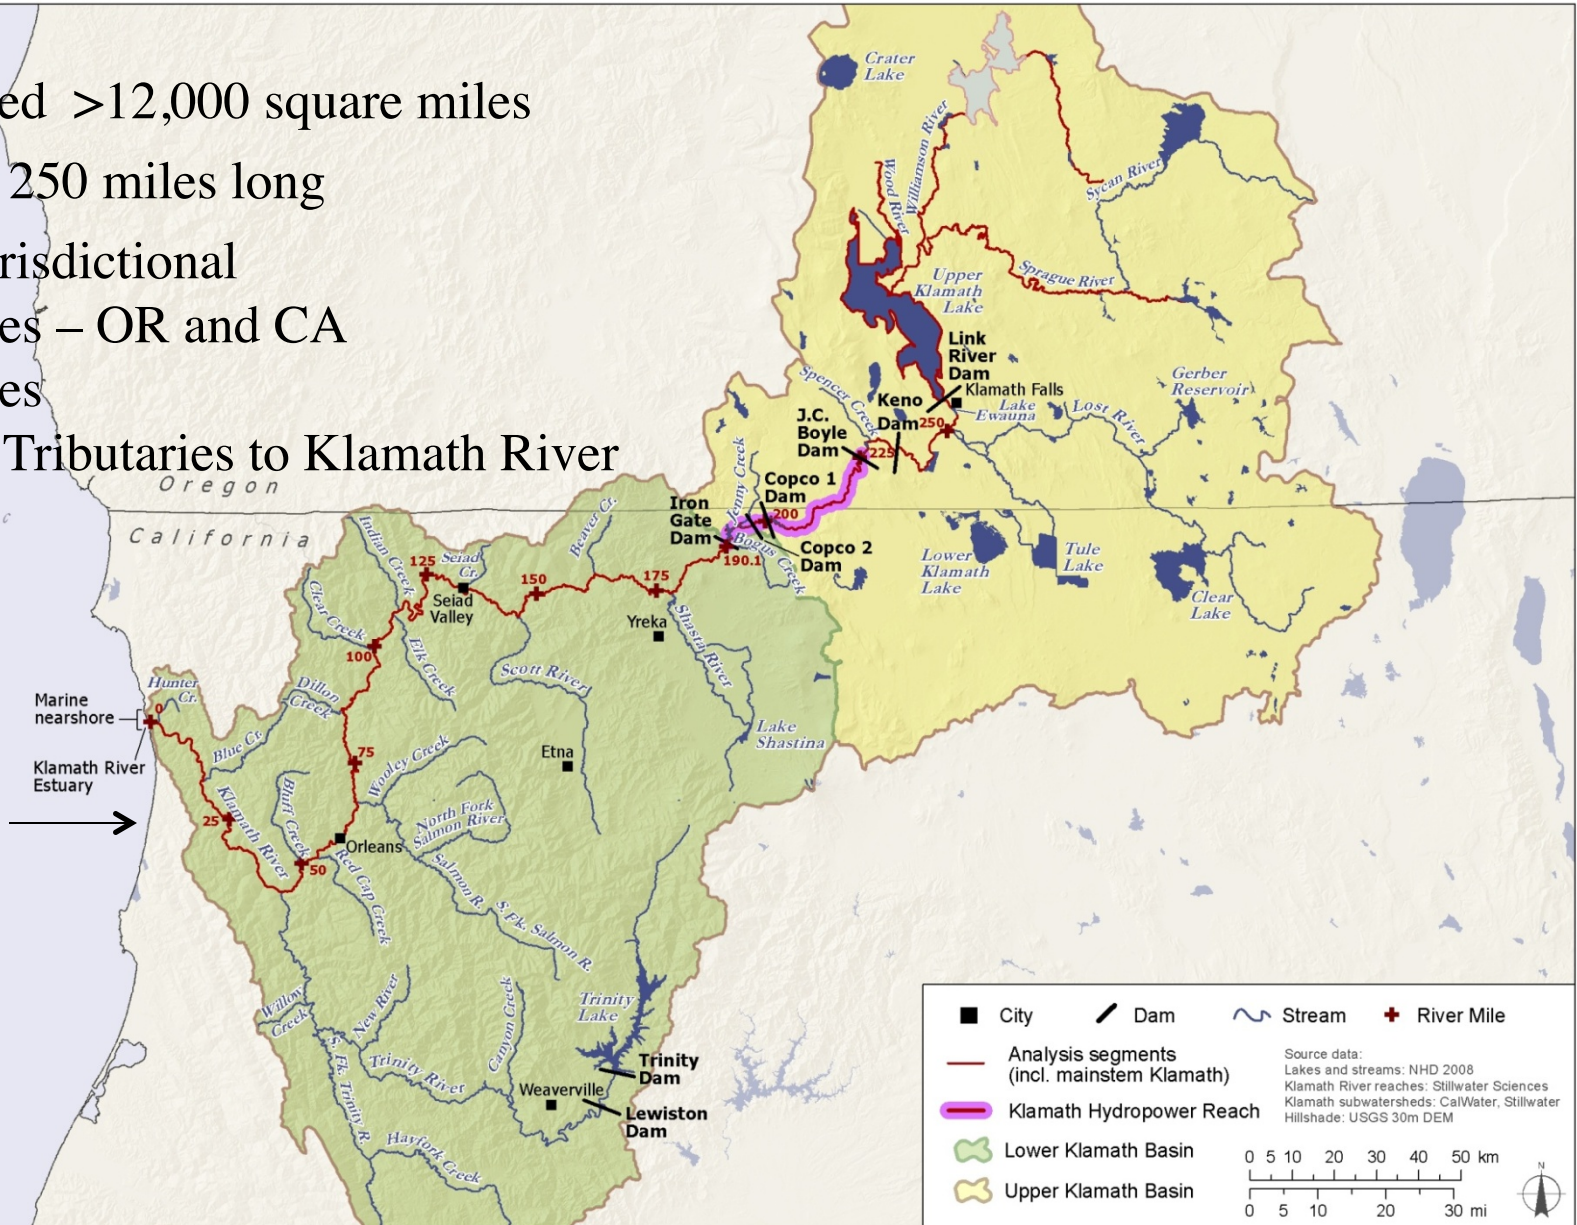 ed >12,000 square miles
250 miles long
risdictional
es – OR and CA
es
Tributaries to Klamath River
Oregon
California
Crater
Lake
Williamson River
Wood River
Sycan River
Sprague River
Upper
Klamath
Lake
Link
River
Dam
Klamath Falls
Lake
Ewauna
Lost River
Gerber
Reservoir
Spencer Creek
Keno
Dam
250
J.C.
Boyle
Dam
225
Copco 1
Dam
200
Jenny Creek
Iron
Gate
Dam
190.1
Bogus Creek
Copco 2
Dam
Lower
Klamath
Lake
Tule
Lake
Clear
Lake
Beaver Cr.
Indian Creek
Seiad
Cr.
125
Seiad
Valley
150
175
Yreka
Shasta River
Clear Creek
100
Elk Creek
Scott River
Lake
Shastina
Hunter
Cr.
Marine
nearshore
0
Klamath River
Estuary
Dillon
Creek
Blue Cr.
75
Wooley Creek
Etna
25
Klamath River
Bluff Creek
North Fork
Salmon River
Orleans
50
Red Cap Creek
Salmon R.
S. Fk. Salmon R.
Willow
Creek
New River
Canyon Creek
Trinity
Lake
S. Fk. Trinity R.
Trinity River
Trinity
Dam
Weaverville
Lewiston
Dam
Hayfork Creek
City
Dam
Stream
River Mile
Analysis segments
(incl. mainstem Klamath)
Klamath Hydropower Reach
Lower Klamath Basin
Upper Klamath Basin
Source data:
Lakes and streams: NHD 2008
Klamath River reaches: Stillwater Sciences
Klamath subwatersheds: CalWater, Stillwater
Hillshade: USGS 30m DEM
0 5 10 20 30 40 50 km
0 5 10 20 30 mi
N